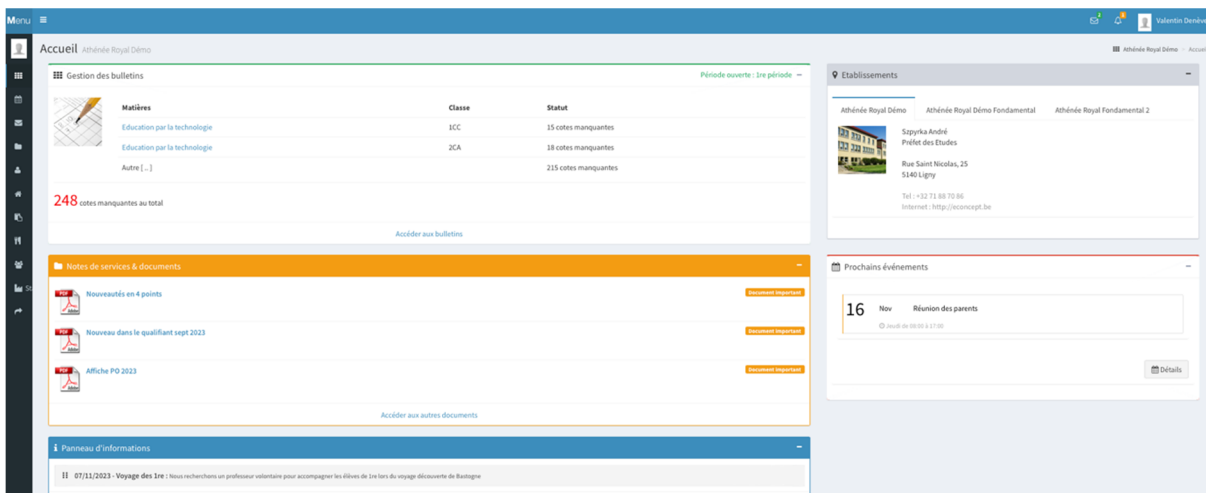 Menu
Valentin Denève
Accueil Athénée Royal Démo
Athénée Royal Démo > Accueil
Gestion des bulletins
Période ouverte : 1re période
Matières Classe Statut
Education par la technologie 1CC 15 cotes manquantes
Education par la technologie 2CA 18 cotes manquantes
Autre [...] 215 cotes manquantes
248 cotes manquantes au total
Accéder aux bulletins
Etablissements
Athénée Royal Démo Athénée Royal Démo Fondamental Athénée Royal Fondamental 2
Szpyrka André
Préfet des Etudes
Rue Saint Nicolas, 25
5140 Ligny
Tel : +32 71 88 70 86
Internet : http://econcept.be
Notes de services & documents
PDF Adobe Nouveautés en 4 points Document important
PDF Adobe Nouveau dans le qualifiant sept 2023 Document important
PDF Adobe Affiche PO 2023 Document important
Accéder aux autres documents
Prochains événements
16 Nov Réunion des parents
Jeudi de 08:00 à 17:00
Détails
St
Panneau d'informations
07/11/2023 - Voyage des 1re : Nous recherchons un professeur volontaire pour accompagner les élèves de 1re lors du voyage découverte de Bastogne